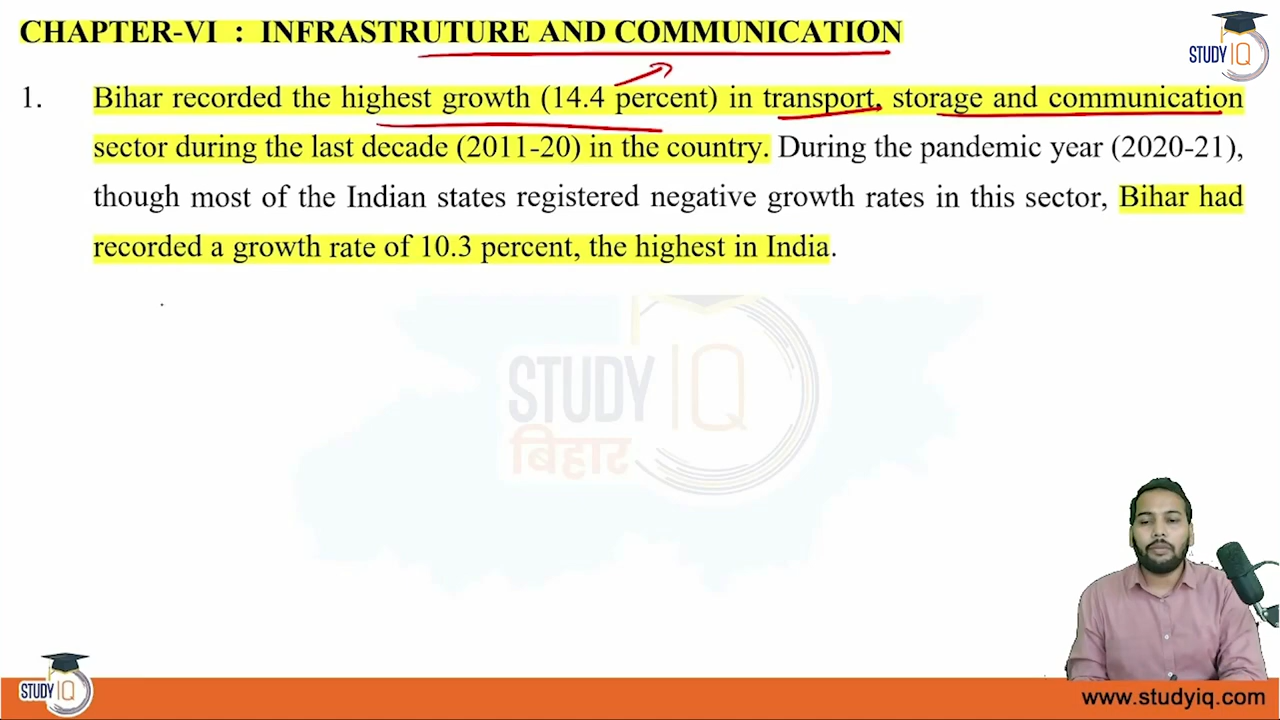 CHAPTER-VI : INFRASTRUTURE AND COMMUNICATION
STUDY IQ
1. Bihar recorded the highest growth (14.4 percent) in transport, storage and communication
sector during the last decade (2011-20) in the country. During the pandemic year (2020-21),
though most of the Indian states registered negative growth rates in this sector, Bihar had
recorded a growth rate of 10.3 percent, the highest in India.
STUDY IQ
बिहार
STUDY IQ
www.studyiq.com